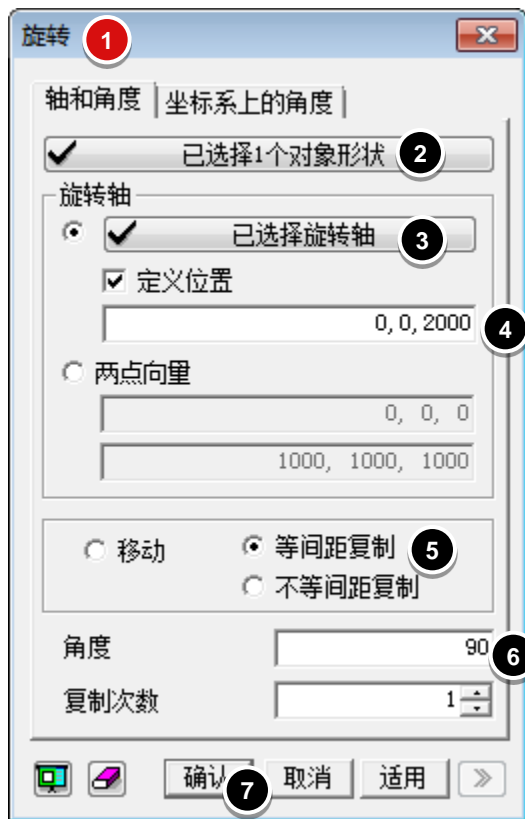 旋转 1
轴和角度 坐标系上的角度
已选择1个对象形状 2
旋转轴
已选择旋转轴 3
定义位置
0, 0, 2000 4
两点向量
0, 0, 0
1000, 1000, 1000
移动 等间距复制 5
不等间距复制
角度 90 6
复制次数 1
确认 取消 适用 7